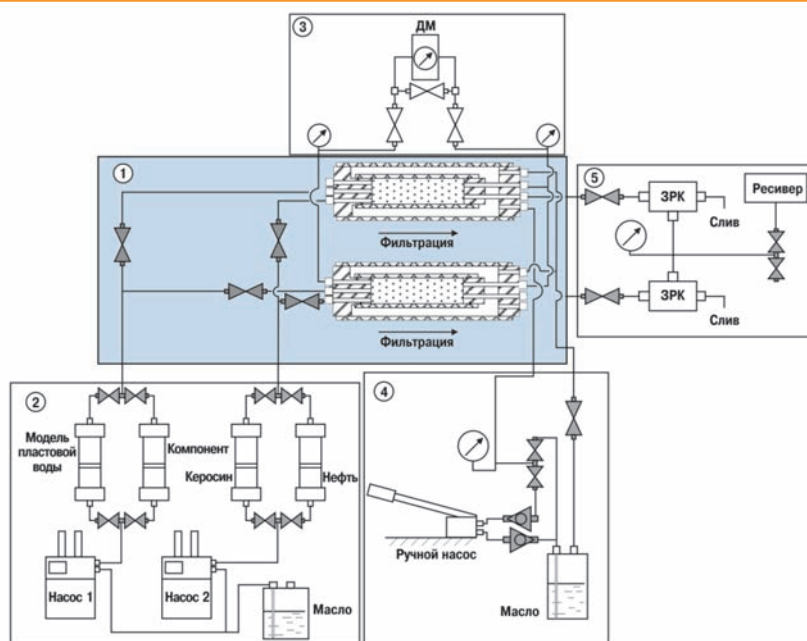 3
ДМ
1
Фильтрация
Фильтрация
5
ЗРК
Слив
Ресивер
ЗРК
Слив
2
Модель
пластовой
воды
Компонент
Керосин
Нефть
Насос 1
Насос 2
Масло
4
Ручной насос
Масло